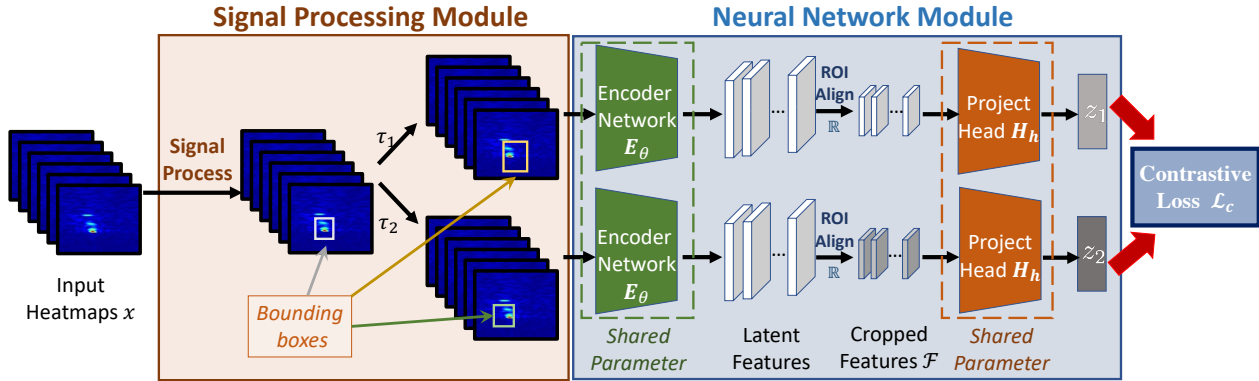 Signal Processing Module
Neural Network Module
Input
Heatmaps x
Signal
Process
τ1
τ2
Bounding
boxes
Encoder
Network
Eθ
Encoder
Network
Eθ
Shared
Parameter
...
...
Latent
Features
ROI
Align
ℝ
ROI
Align
ℝ
...
...
Cropped
Features ℱ
Project
Head Hh
Project
Head Hh
Shared
Parameter
z1
z2
Contrastive
Loss ℒc